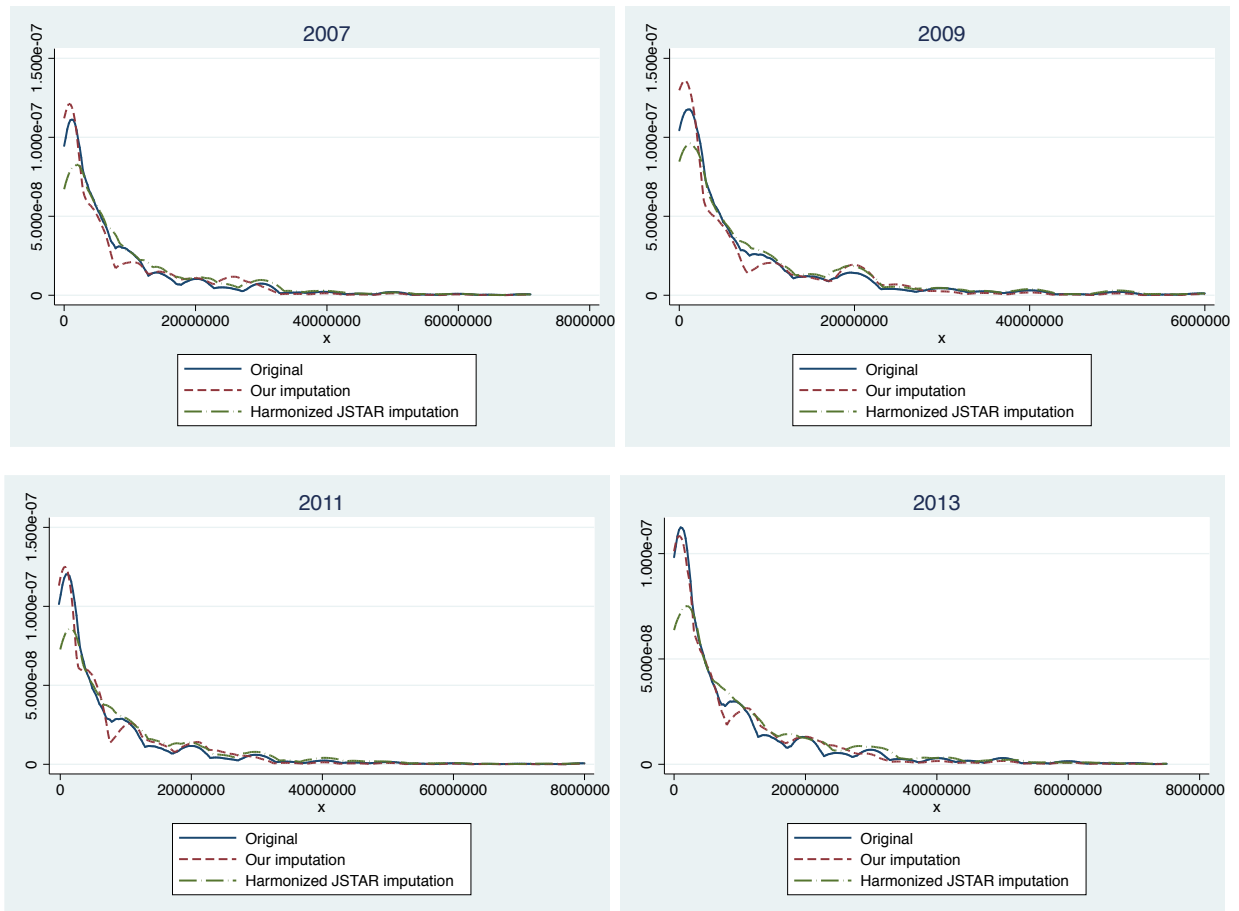 2007
1.500e-07
1.000e-07
5.000e-08
0
0 20000000 40000000 60000000 8000000
x
Original
Our imputation
Harmonized JSTAR imputation
2009
1.500e-07
1.000e-07
5.000e-08
0
0 20000000 40000000 6000000
x
Original
Our imputation
Harmonized JSTAR imputation
2011
1.500e-07
1.000e-07
5.000e-08
0
0 20000000 40000000 60000000 8000000
x
Original
Our imputation
Harmonized JSTAR imputation
2013
1.000e-07
5.000e-08
0
0 20000000 40000000 60000000 8000000
x
Original
Our imputation
Harmonized JSTAR imputation